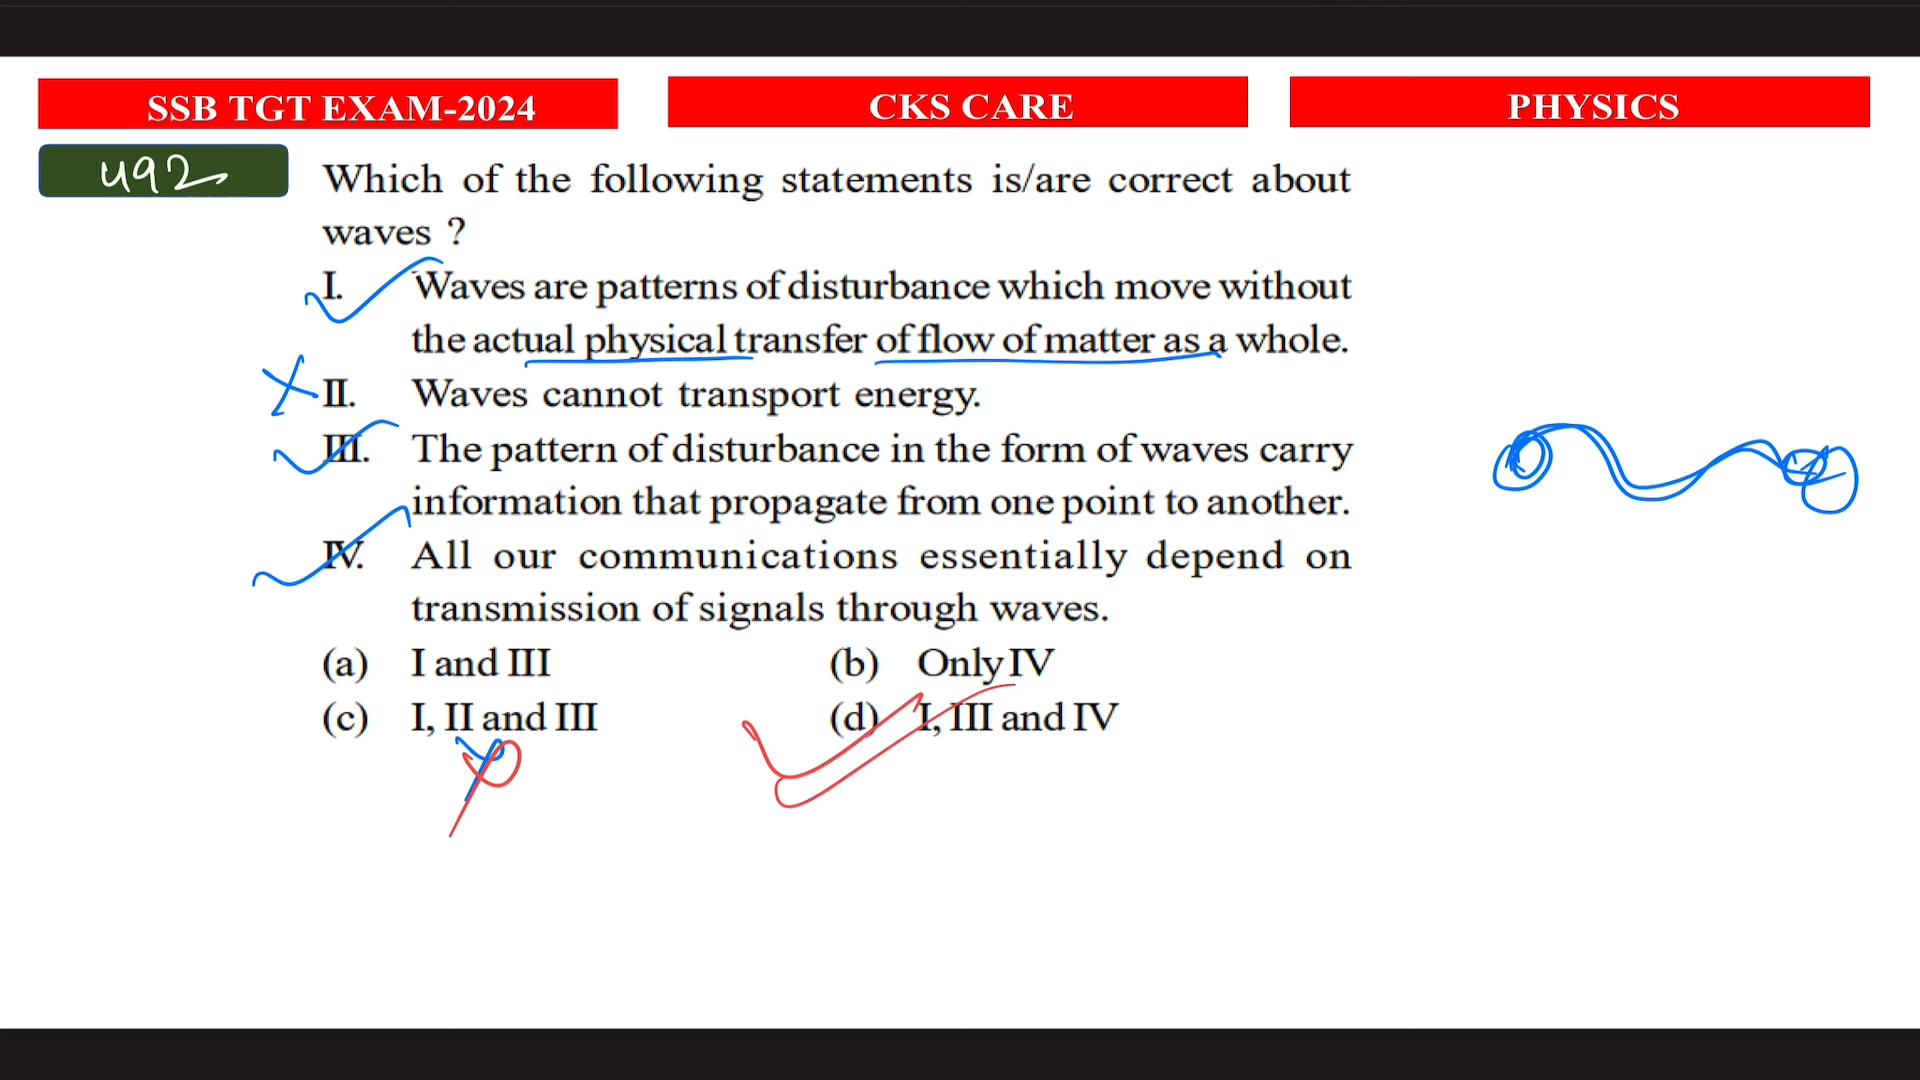 SSB TGT EXAM-2024
CKS CARE
PHYSICS
492
Which of the following statements is/are correct about
waves ?
I. Waves are patterns of disturbance which move without
the actual physical transfer of flow of matter as a whole.
II. Waves cannot transport energy.
III. The pattern of disturbance in the form of waves carry
information that propagate from one point to another.
IV. All our communications essentially depend on
transmission of signals through waves.
(a) I and III (b) Only IV
(c) I, II and III (d) I, III and IV